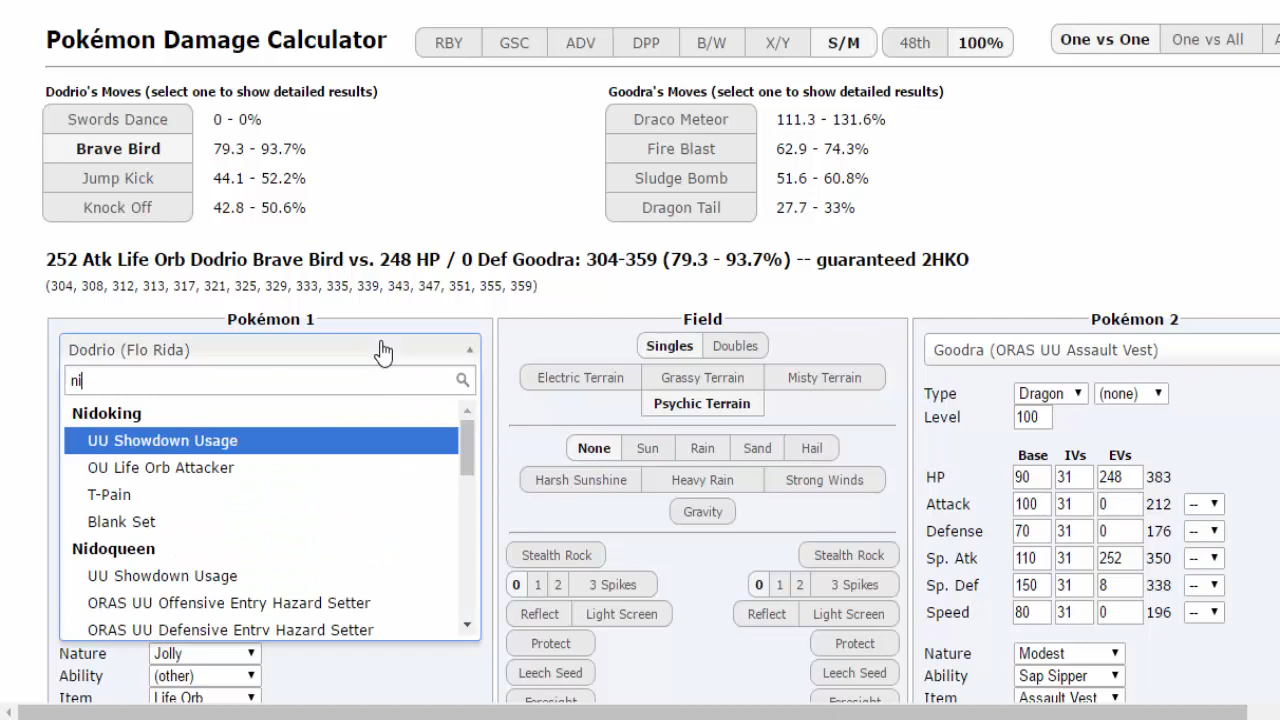 Pokémon Damage Calculator
RBY GSC ADV DPP B/W X/Y S/M 48th 100% One vs One One vs All
Dodrio's Moves (select one to show detailed results)
Swords Dance 0 - 0%
Brave Bird 79.3 - 93.7%
Jump Kick 44.1 - 52.2%
Knock Off 42.8 - 50.6%
Goodra's Moves (select one to show detailed results)
Draco Meteor 111.3 - 131.6%
Fire Blast 62.9 - 74.3%
Sludge Bomb 51.6 - 60.8%
Dragon Tail 27.7 - 33%
252 Atk Life Orb Dodrio Brave Bird vs. 248 HP / 0 Def Goodra: 304-359 (79.3 - 93.7%) -- guaranteed 2HKO
(304, 308, 312, 313, 317, 321, 325, 329, 333, 335, 339, 343, 347, 351, 355, 359)
Pokémon 1
Dodrio (Flo Rida)
ni
Nidoking
UU Showdown Usage
OU Life Orb Attacker
T-Pain
Blank Set
Nidoqueen
UU Showdown Usage
ORAS UU Offensive Entry Hazard Setter
ORAS UU Defensive Entry Hazard Setter
Nature Jolly
Ability (other)
Item Life Orb
Field
Singles Doubles
Electric Terrain Grassy Terrain Misty Terrain
Psychic Terrain
None Sun Rain Sand Hail
Harsh Sunshine Heavy Rain Strong Winds
Gravity
Stealth Rock Stealth Rock
0 1 2 3 Spikes 0 1 2 3 Spikes
Reflect Light Screen Reflect Light Screen
Protect Protect
Leech Seed Leech Seed
Foresight Foresight
Pokémon 2
Goodra (ORAS UU Assault Vest)
Type Dragon (none)
Level 100
Base IVs EVs
HP 90 31 248 383
Attack 100 31 0 212 --
Defense 70 31 0 176 --
Sp. Atk 110 31 252 350 --
Sp. Def 150 31 8 338 --
Speed 80 31 0 196 --
Nature Modest
Ability Sap Sipper
Item Assault Vest